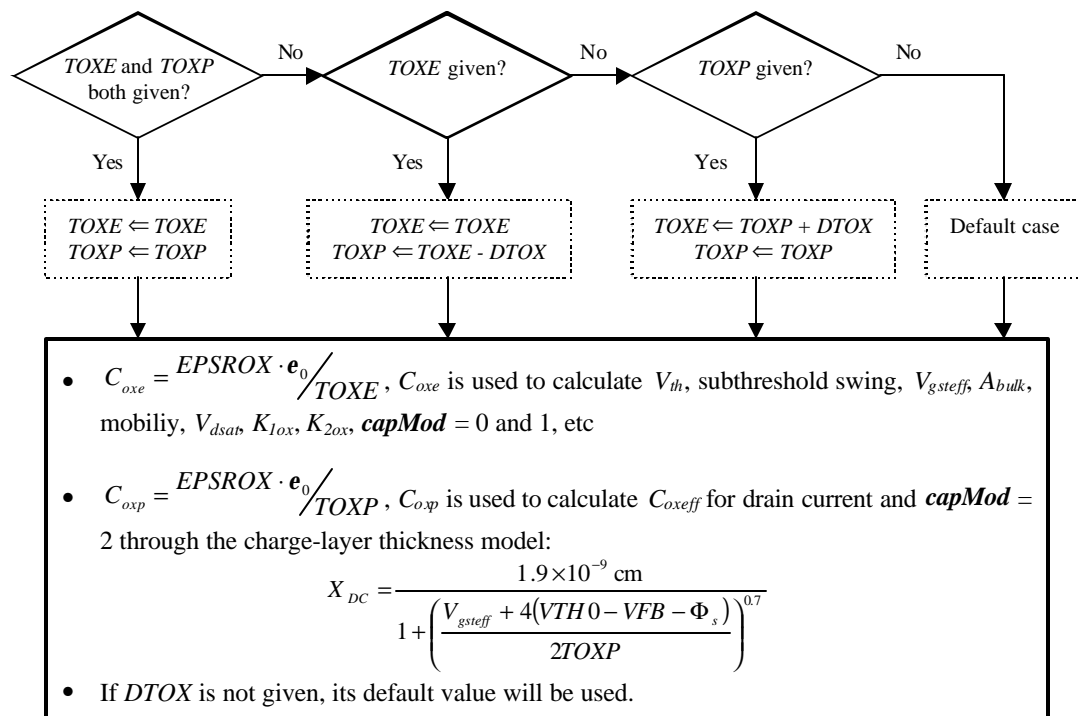 TOXE and TOXP both given?
No
TOXE given?
No
TOXP given?
No
Yes
Yes
Yes
TOXE ⇐ TOXE
TOXP ⇐ TOXP
TOXE ⇐ TOXE
TOXP ⇐ TOXE - DTOX
TOXE ⇐ TOXP + DTOX
TOXP ⇐ TOXP
Default case
• C_oxe = EPSROX · e_0 / TOXE , C_oxe is used to calculate V_th, subthreshold swing, V_gsteff, A_bulk,
mobiliy, V_dsat, K_1ox, K_2ox, capMod = 0 and 1, etc
• C_oxp = EPSROX · e_0 / TOXP , C_oxp is used to calculate C_oxeff for drain current and capMod =
2 through the charge-layer thickness model:
X_DC = 1.9×10^−9 cm / (1 + ((V_gsteff + 4(VTH0 − VFB − Φ_s)) / 2TOXP)^0.7)
• If DTOX is not given, its default value will be used.